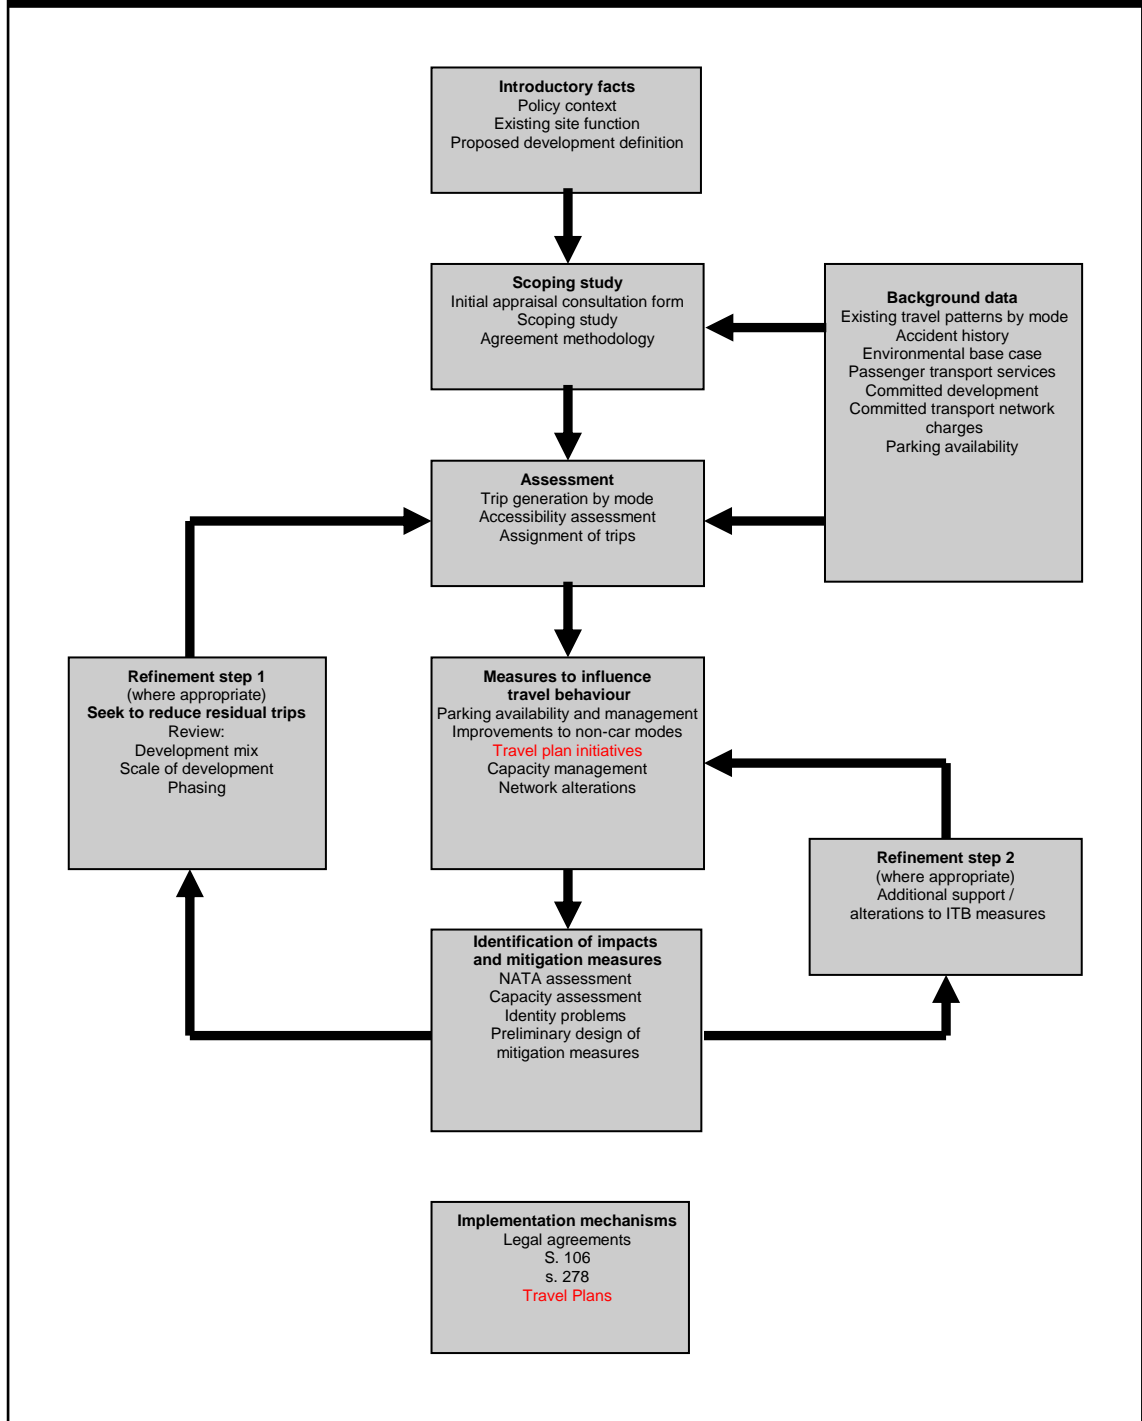 Introductory facts
Policy context
Existing site function
Proposed development definition
Scoping study
Initial appraisal consultation form
Scoping study
Agreement methodology
Background data
Existing travel patterns by mode
Accident history
Environmental base case
Passenger transport services
Committed development
Committed transport network
charges
Parking availability
Assessment
Trip generation by mode
Accessibility assessment
Assignment of trips
Refinement step 1
(where appropriate)
Seek to reduce residual trips
Review:
Development mix
Scale of development
Phasing
Measures to influence
travel behaviour
Parking availability and management
Improvements to non-car modes
Travel plan initiatives
Capacity management
Network alterations
Refinement step 2
(where appropriate)
Additional support /
alterations to ITB measures
Identification of impacts
and mitigation measures
NATA assessment
Capacity assessment
Identity problems
Preliminary design of
mitigation measures
Implementation mechanisms
Legal agreements
S. 106
s. 278
Travel Plans